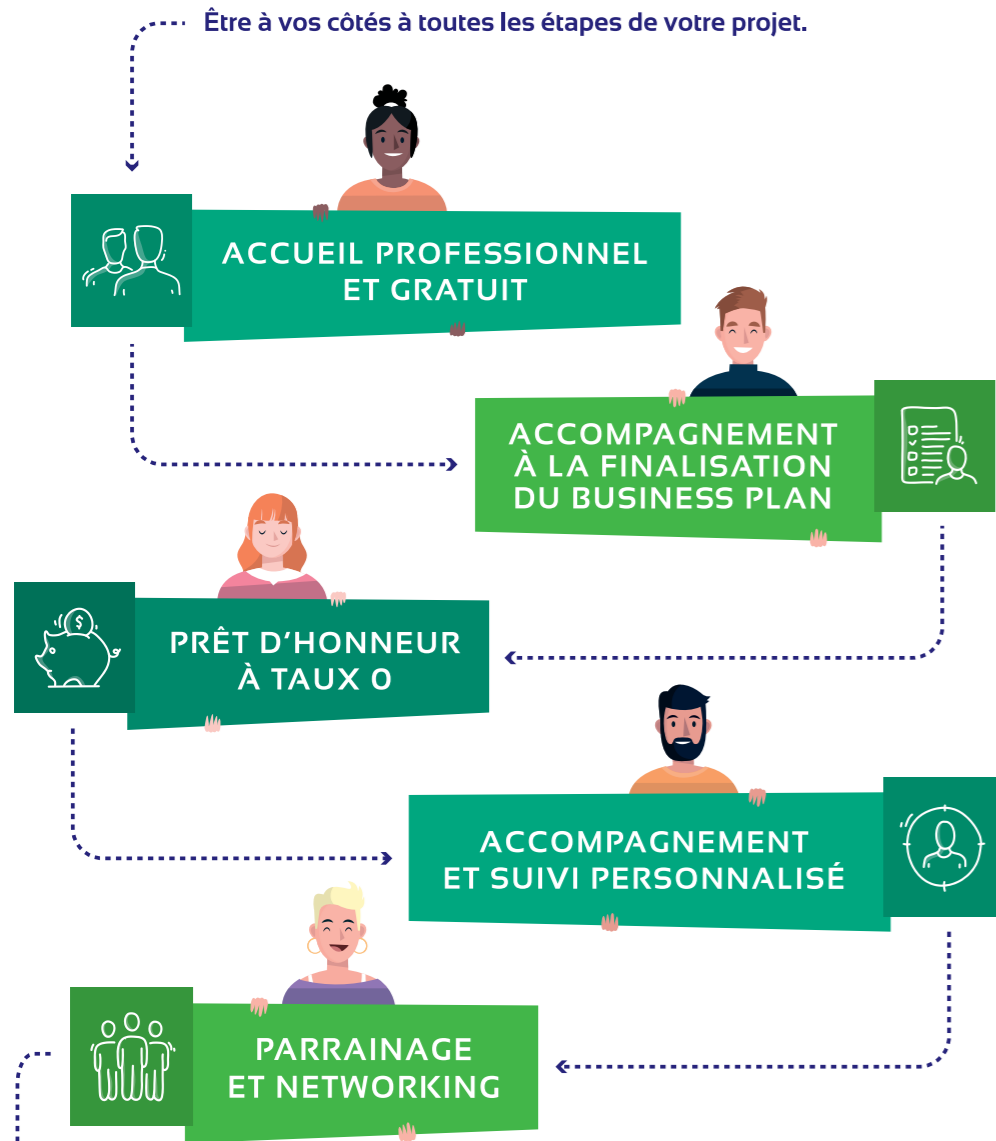 Être à vos côtés à toutes les étapes de votre projet.
ACCUEIL PROFESSIONNEL
ET GRATUIT
ACCOMPAGNEMENT
À LA FINALISATION
DU BUSINESS PLAN
PRÊT D'HONNEUR
À TAUX 0
ACCOMPAGNEMENT
ET SUIVI PERSONNALISÉ
PARRAINAGE
ET NETWORKING